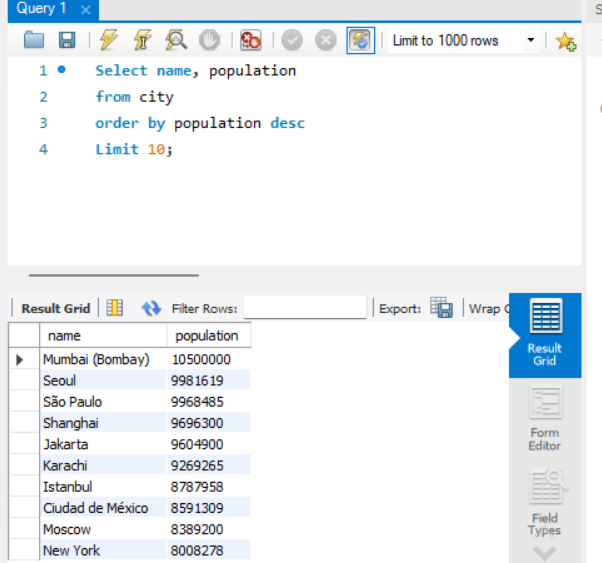 Query 1
Limit to 1000 rows
1 Select name, population
2 from city
3 order by population desc
4 Limit 10;
Result Grid Filter Rows: Export: Wrap C
name population
Mumbai (Bombay) 10500000
Seoul 9981619
São Paulo 9968485
Shanghai 9696300
Jakarta 9604900
Karachi 9269265
Istanbul 8787958
Ciudad de México 8591309
Moscow 8389200
New York 8008278
Result
Grid
Form
Editor
Field
Types